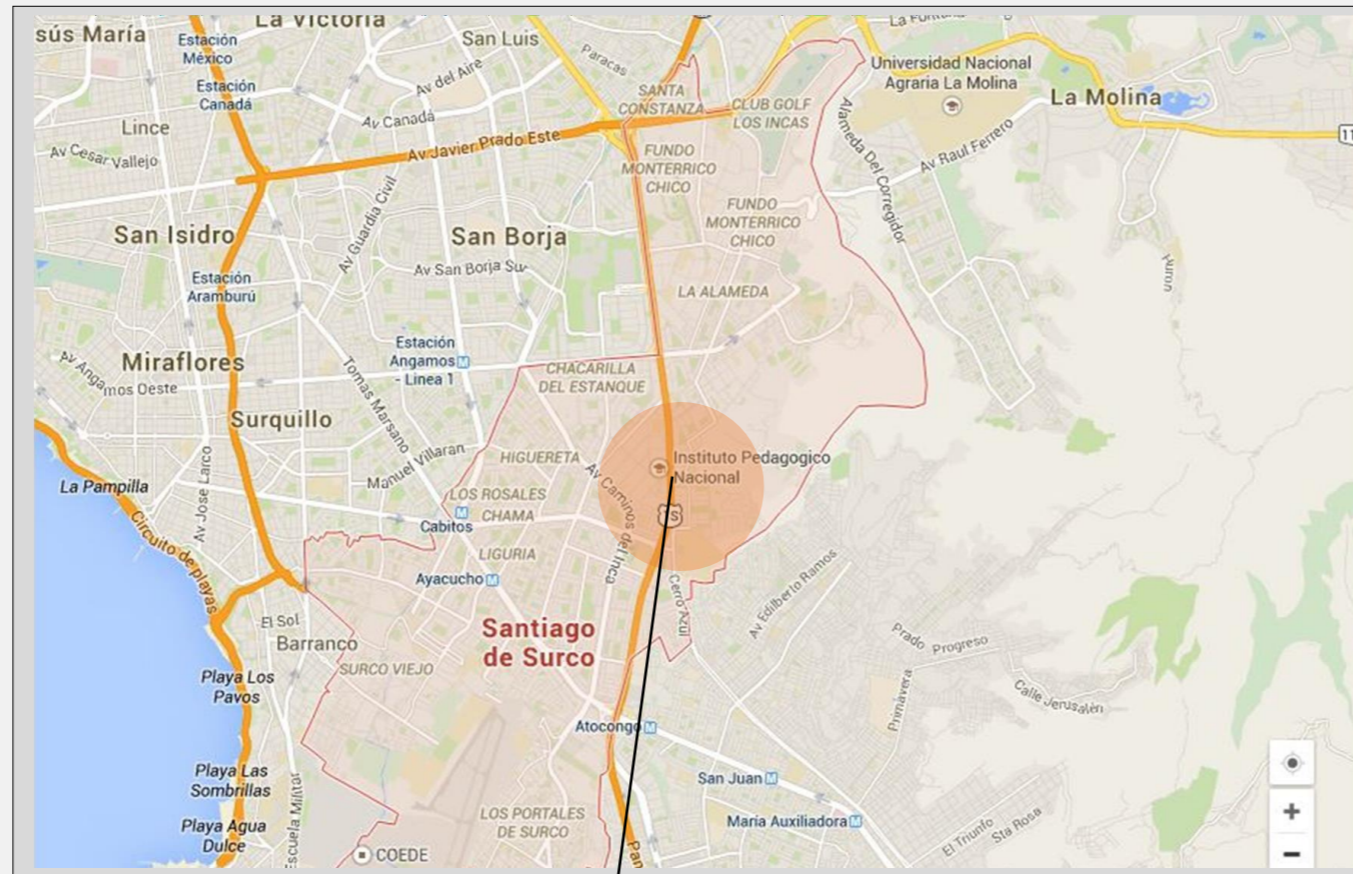 sús María
La Victoria
Estación
México
San Luis
Paracas
La Fontana
Universidad Nacional
Agraria La Molina
La Molina
Estación
Canadá
Av del Aire
SANTA
CONSTANZA
CLUB GOLF
LOS INCAS
Lince
Av Canadá
Av Cesar Vallejo
Av Javier Prado Este
11
Alameda Del Corregidor
Av Raul Ferrero
FUNDO
MONTERRICO
CHICO
Av Guardia Civil
FUNDO
MONTERRICO
CHICO
San Isidro
San Borja
Av San Borja Su
Huron
Estación
Aramburú
LA ALAMEDA
Estación
Angamos M
- Linea 1
Miraflores
Av Angamos Oeste
CHACARILLA
DEL ESTANQUE
Tomas Marsano
Surquillo
Manuel Villaran
HIGUERETA
Instituto Pedagogico
Nacional
Av Caminos del Inca
La Pampilla
Av Jose Larco
LOS ROSALES
CHAMA
Cabitos M
1S
Circuito de playas
LIGURIA
Ayacucho M
Cerro Azul
Av Edilberto Ramos
El Sol
Barranco
Santiago
de Surco
Prado Progreso
SURCO VIEJO
Playa Los
Pavos
Primavera
Calle Jerusalén
Atocongo M
Playa Las
Sombrillas
Escuela Militar
San Juan M
Playa Agua
Dulce
LOS PORTALES
DE SURCO
Maria Auxiliadora M
El Triunfo
Sta Rosa
COEDE
Pan
+
−